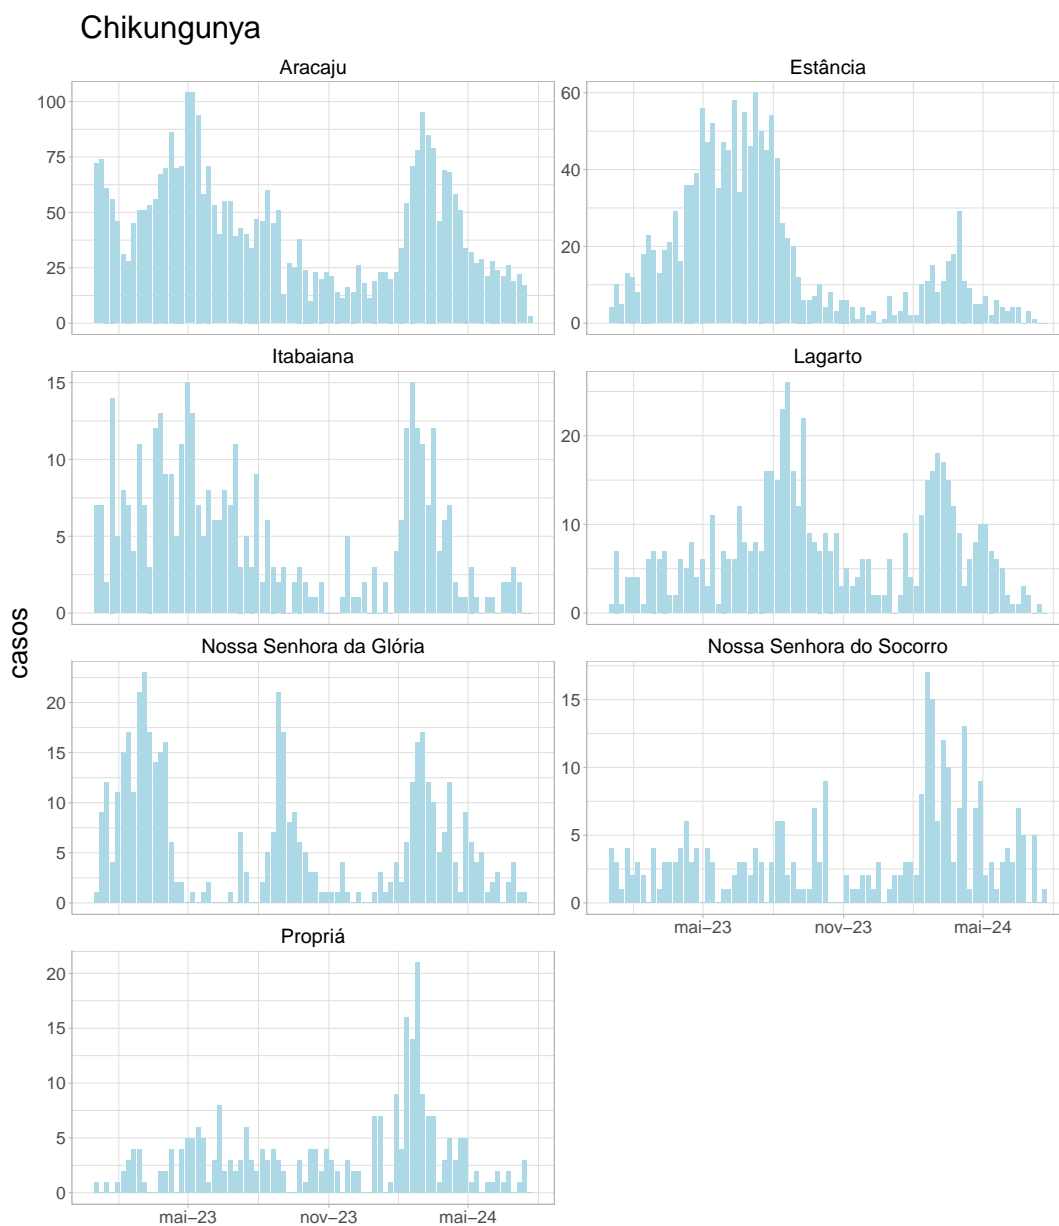 Chikungunya
Aracaju
Estância
100
75
50
25
0
60
40
20
0
Itabaiana
Lagarto
15
10
5
0
20
10
0
casos
Nossa Senhora da Glória
Nossa Senhora do Socorro
20
15
10
5
0
15
10
5
0
mai–23
nov–23
mai–24
Propriá
20
15
10
5
0
mai–23
nov–23
mai–24